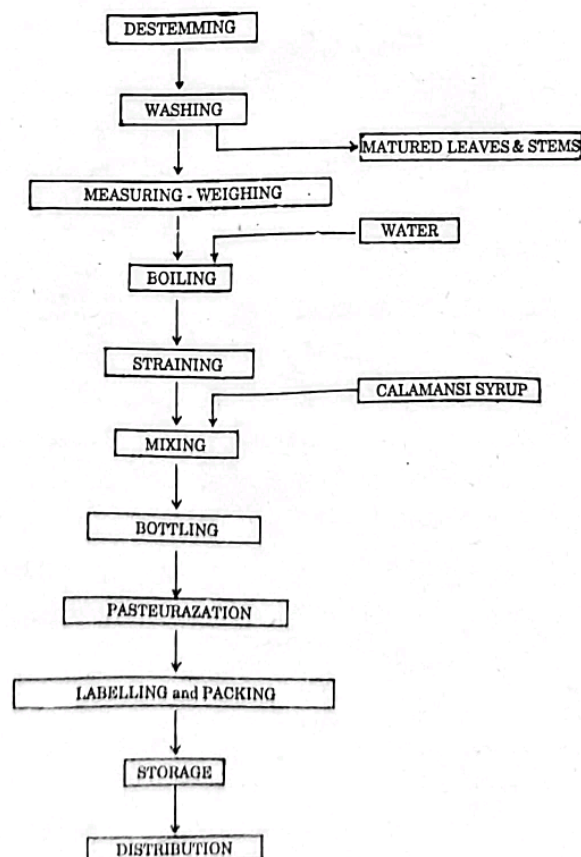 DESTEMMING
WASHING
MATURED LEAVES & STEMS
MEASURING - WEIGHING
WATER
BOILING
STRAINING
CALAMANSI SYRUP
MIXING
BOTTLING
PASTEURAZATION
LABELLING and PACKING
STORAGE
DISTRIBUTION